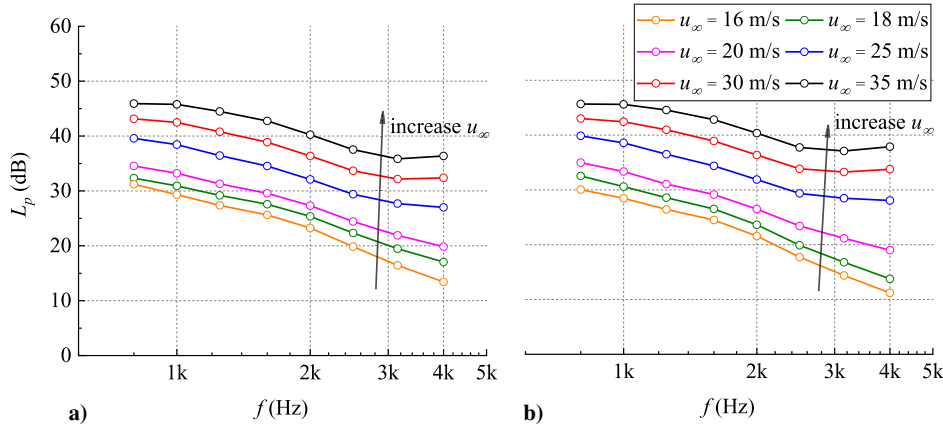 60
50
40
30
20
10
0
L_p (dB)
increase u_∞
1k 2k 3k 4k 5k
f (Hz)
a)
u_∞ = 16 m/s u_∞ = 18 m/s
u_∞ = 20 m/s u_∞ = 25 m/s
u_∞ = 30 m/s u_∞ = 35 m/s
increase u_∞
1k 2k 3k 4k 5k
f (Hz)
b)